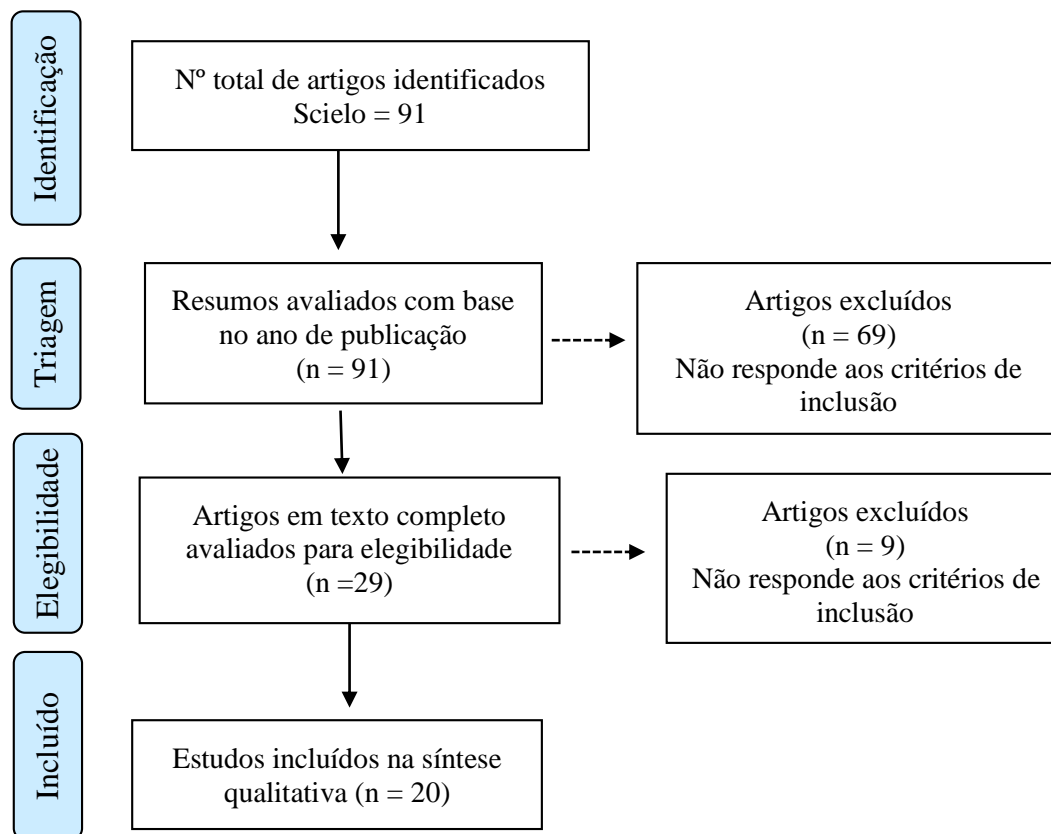 Identificação
Nº total de artigos identificados
Scielo = 91
Triagem
Resumos avaliados com base
no ano de publicação
(n = 91)
Artigos excluídos
(n = 69)
Não responde aos critérios de
inclusão
Elegibilidade
Artigos em texto completo
avaliados para elegibilidade
(n =29)
Artigos excluídos
(n = 9)
Não responde aos critérios de
inclusão
Incluído
Estudos incluídos na síntese
qualitativa (n = 20)